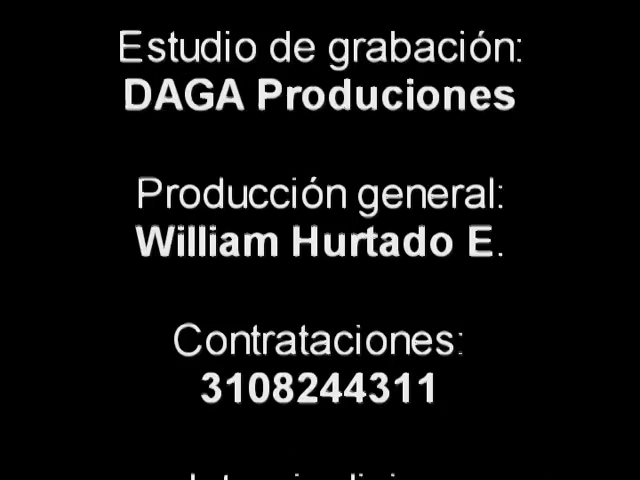 Estudio de grabación:
DAGA Produciones
Producción general:
William Hurtado E.
Contrataciones:
3108244311